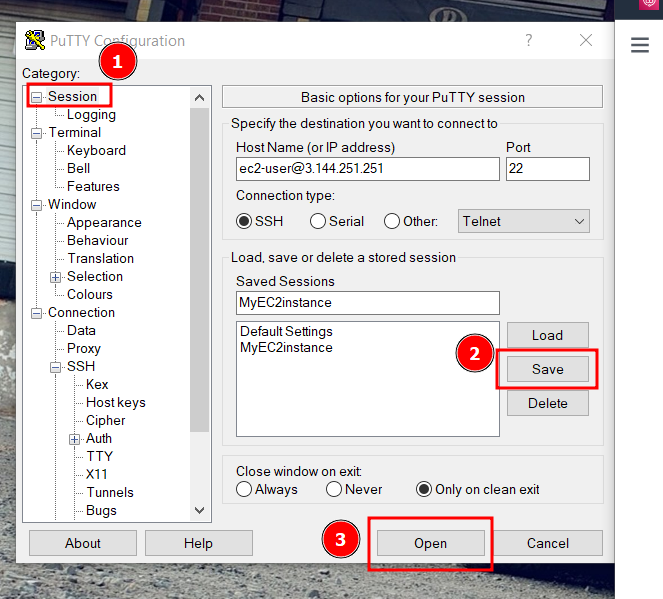 PuTTY Configuration
?
1
Category:
Session
Logging
Terminal
Keyboard
Bell
Features
Window
Appearance
Behaviour
Translation
Selection
Colours
Connection
Data
Proxy
SSH
Kex
Host keys
Cipher
Auth
TTY
X11
Tunnels
Bugs
Basic options for your PuTTY session
Specify the destination you want to connect to
Host Name (or IP address) Port
ec2-user@3.144.251.251 22
Connection type:
SSH Serial Other: Telnet
Load, save or delete a stored session
Saved Sessions
MyEC2instance
Default Settings
MyEC2instance
Load
2
Save
Delete
Close window on exit:
Always Never Only on clean exit
About Help 3 Open Cancel